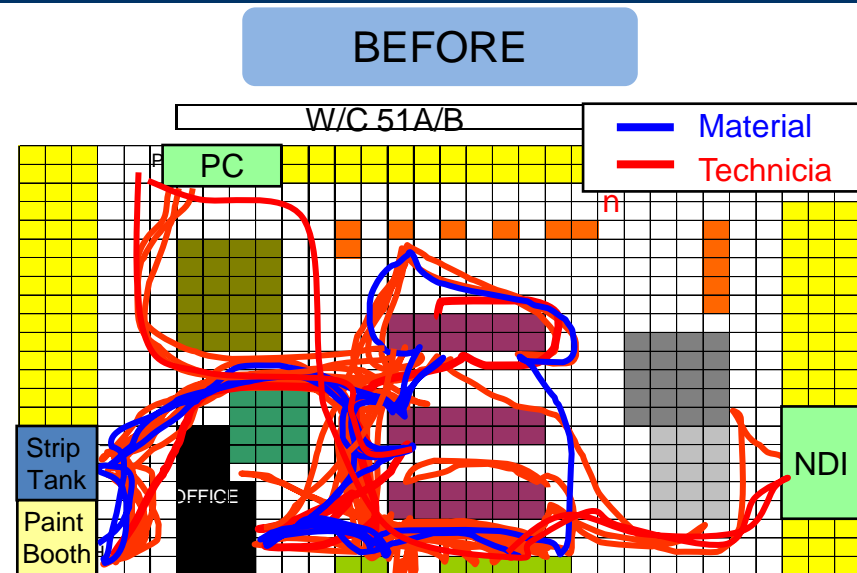 BEFORE
W/C 51A/B
Material
Technicia
n
P
PC
Strip
Tank
OFFICE
NDI
Paint
Booth